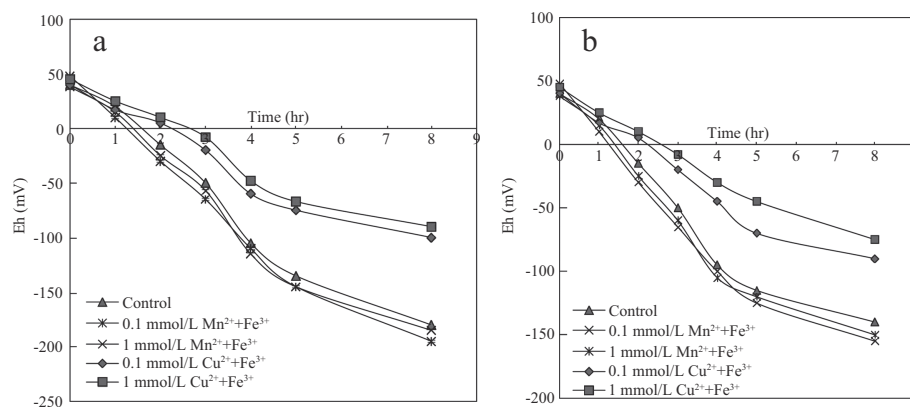 a
100
50
0
-50
-100
-150
-200
-250
Eh (mV)
Time (hr)
0 1 2 3 4 5 6 7 8 9
Control
0.1 mmol/L Mn²⁺+Fe³⁺
1 mmol/L Mn²⁺+Fe³⁺
0.1 mmol/L Cu²⁺+Fe³⁺
1 mmol/L Cu²⁺+Fe³⁺
b
100
50
0
-50
-100
-150
-200
Eh (mV)
Time (hr)
0 1 2 3 4 5 6 7 8
Control
0.1 mmol/L Mn²⁺+Fe³⁺
1 mmol/L Mn²⁺+Fe³⁺
0.1 mmol/L Cu²⁺+Fe³⁺
1 mmol/L Cu²⁺+Fe³⁺